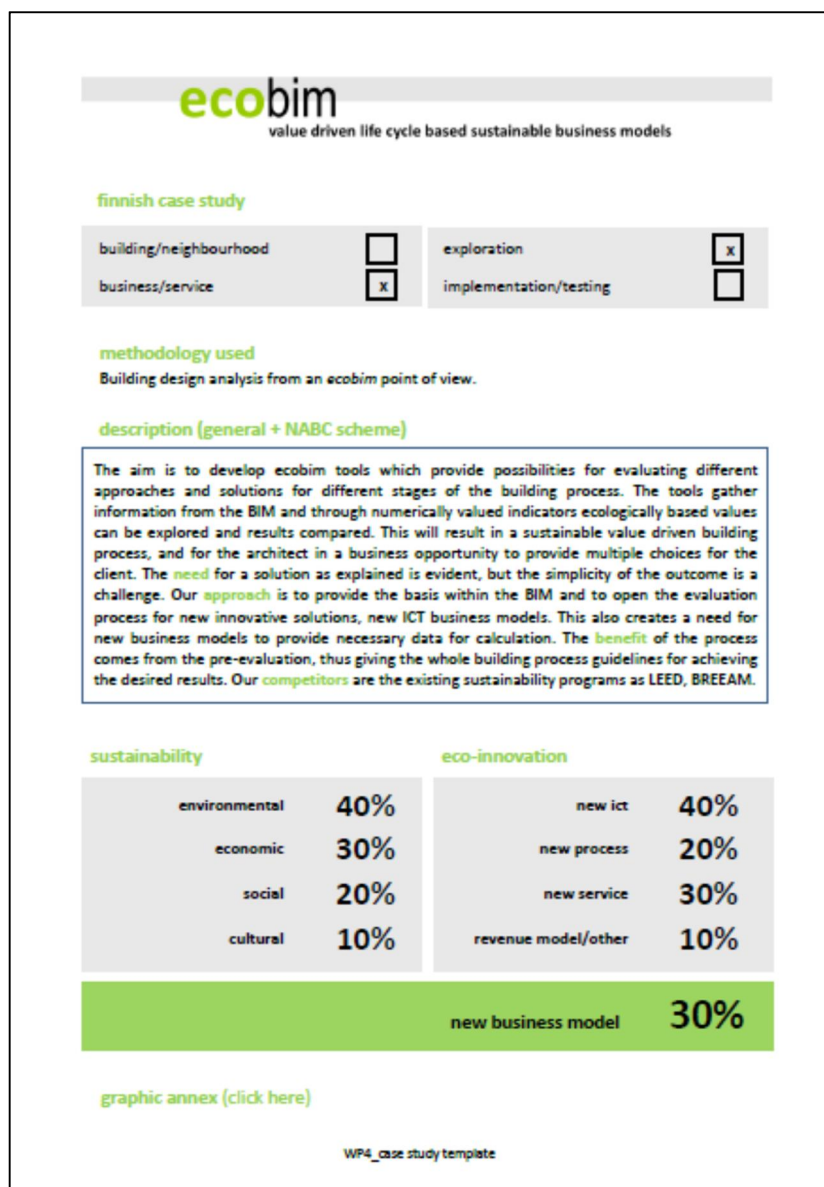 ecobim
value driven life cycle based sustainable business models
finnish case study
building/neighbourhood
business/service x
exploration x
implementation/testing
methodology used
Building design analysis from an ecobim point of view.
description (general + NABC scheme)
The aim is to develop ecobim tools which provide possibilities for evaluating different
approaches and solutions for different stages of the building process. The tools gather
information from the BIM and through numerically valued indicators ecologically based values
can be explored and results compared. This will result in a sustainable value driven building
process, and for the architect in a business opportunity to provide multiple choices for the
client. The need for a solution as explained is evident, but the simplicity of the outcome is a
challenge. Our approach is to provide the basis within the BIM and to open the evaluation
process for new innovative solutions, new ICT business models. This also creates a need for
new business models to provide necessary data for calculation. The benefit of the process
comes from the pre-evaluation, thus giving the whole building process guidelines for achieving
the desired results. Our competitors are the existing sustainability programs as LEED, BREEAM.
sustainability
environmental 40%
economic 30%
social 20%
cultural 10%
eco-innovation
new ict 40%
new process 20%
new service 30%
revenue model/other 10%
new business model 30%
graphic annex (click here)
WP4_case study template